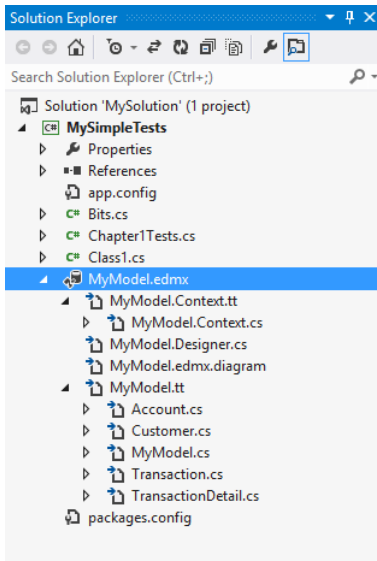 Solution Explorer
Search Solution Explorer (Ctrl+;)
Solution 'MySolution' (1 project)
C# MySimpleTests
Properties
References
app.config
C# Bits.cs
C# Chapter1Tests.cs
C# Class1.cs
MyModel.edmx
MyModel.Context.tt
MyModel.Context.cs
MyModel.Designer.cs
MyModel.edmx.diagram
MyModel.tt
Account.cs
Customer.cs
MyModel.cs
Transaction.cs
TransactionDetail.cs
packages.config